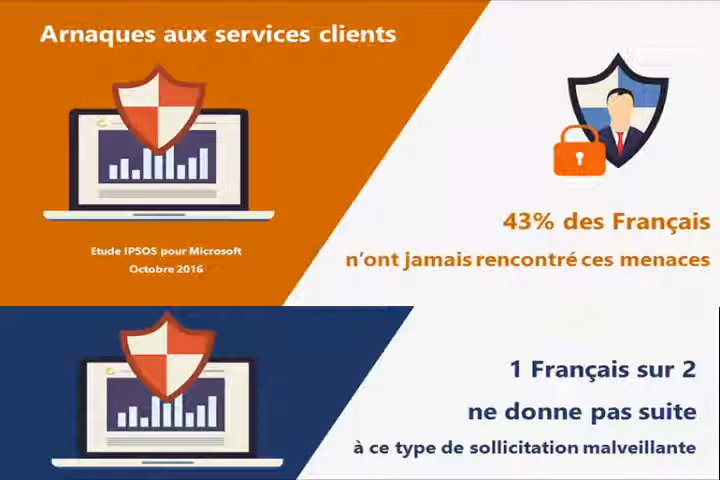 Arnaques aux services clients
Etude IPSOS pour Microsoft
Octobre 2016
43% des Français
n'ont jamais rencontré ces menaces
1 Français sur 2
ne donne pas suite
à ce type de sollicitation malveillante